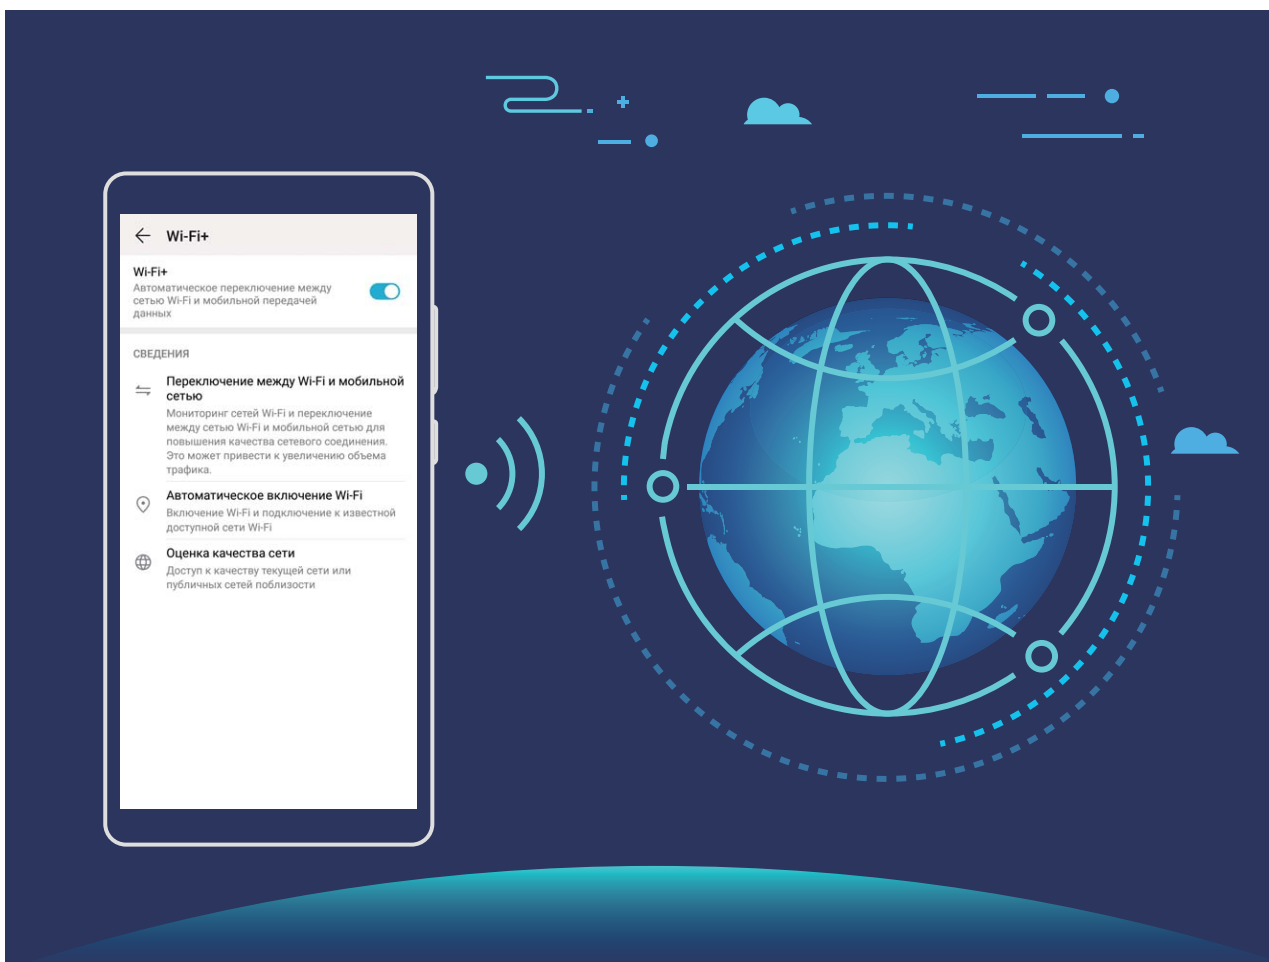 Wi-Fi+
Wi-Fi+
Автоматическое переключение между
сетью Wi-Fi и мобильной передачей
данных
СВЕДЕНИЯ
Переключение между Wi-Fi и мобильной
сетью
Мониторинг сетей Wi-Fi и переключение
между сетью Wi-Fi и мобильной сетью для
повышения качества сетевого соединения.
Это может привести к увеличению объема
трафика.
Автоматическое включение Wi-Fi
Включение Wi-Fi и подключение к известной
доступной сети Wi-Fi
Оценка качества сети
Доступ к качеству текущей сети или
публичных сетей поблизости